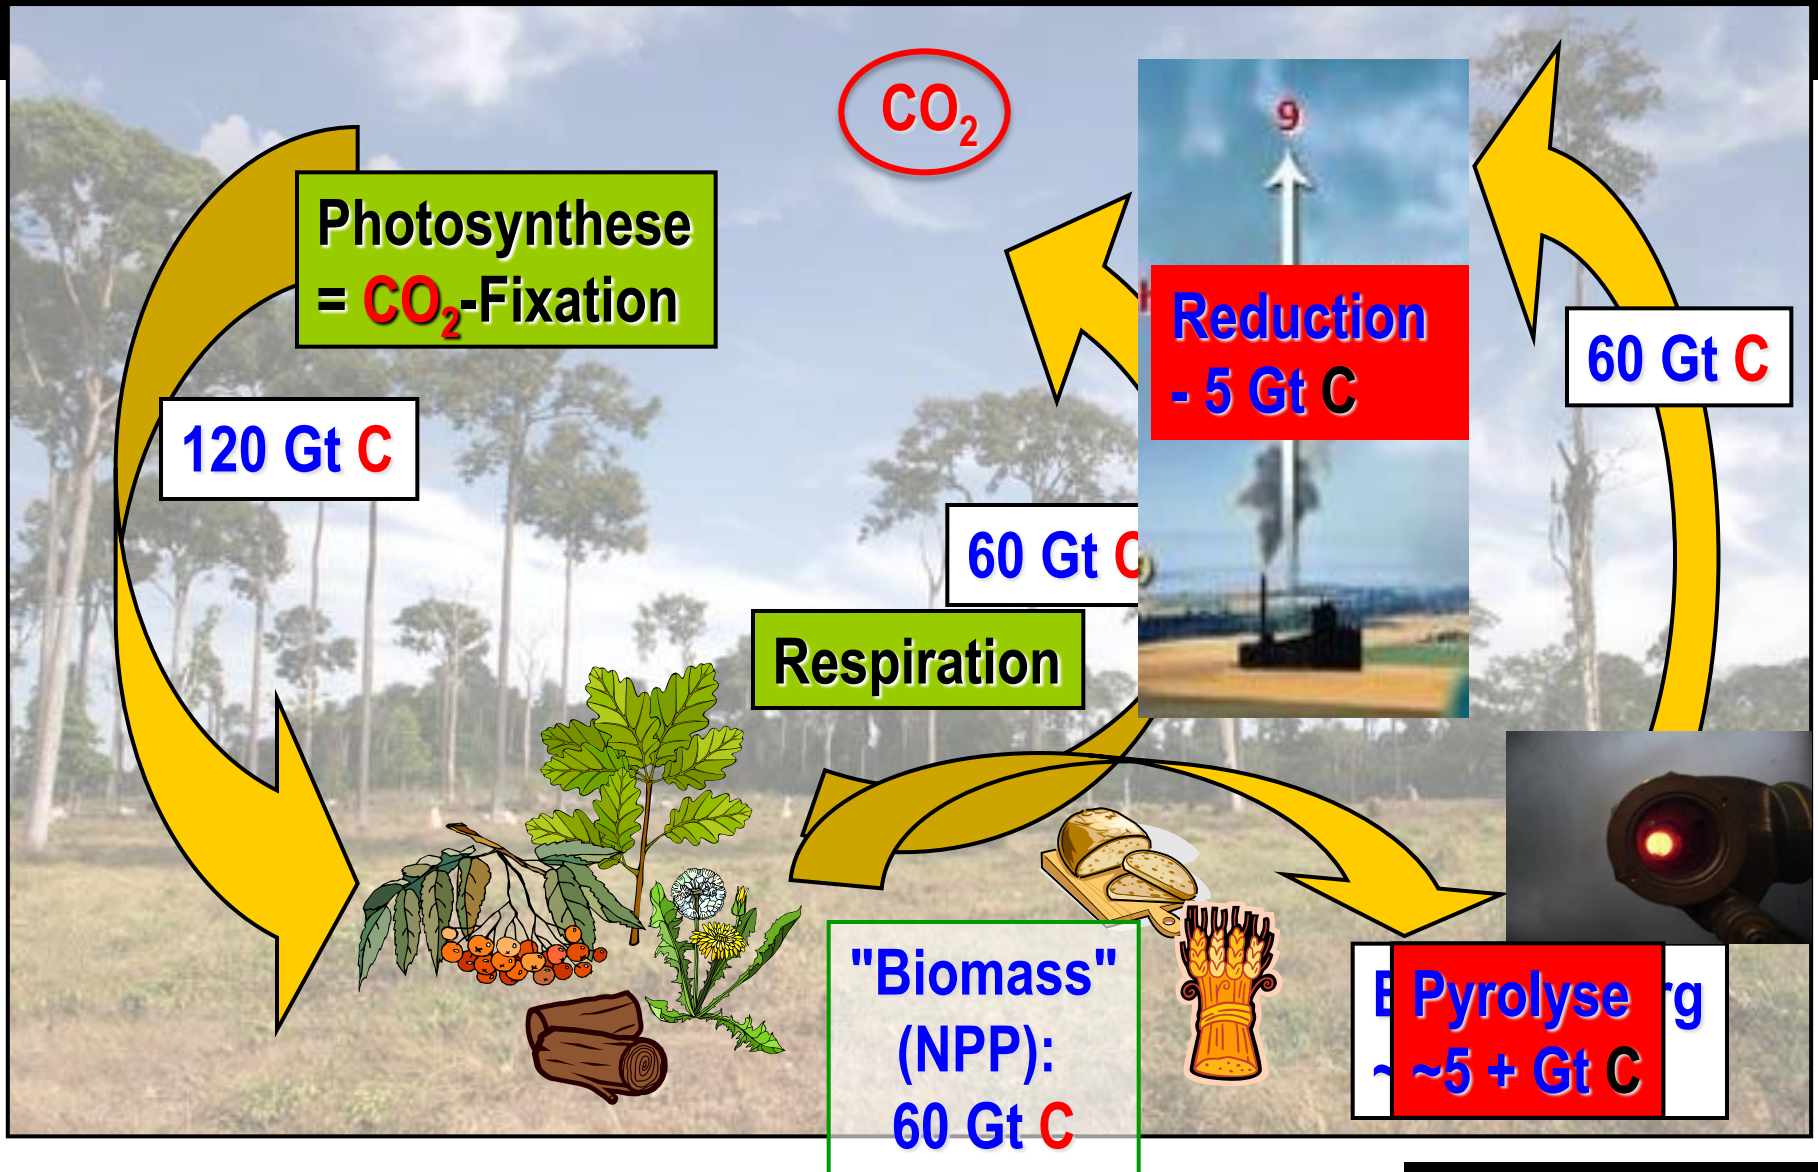 CO₂
9
Photosynthese
= CO₂-Fixation
Reduction
- 5 Gt C
60 Gt C
120 Gt C
60 Gt C
Respiration
"Biomass"
(NPP):
60 Gt C
Pyrolyse
~5 + Gt C